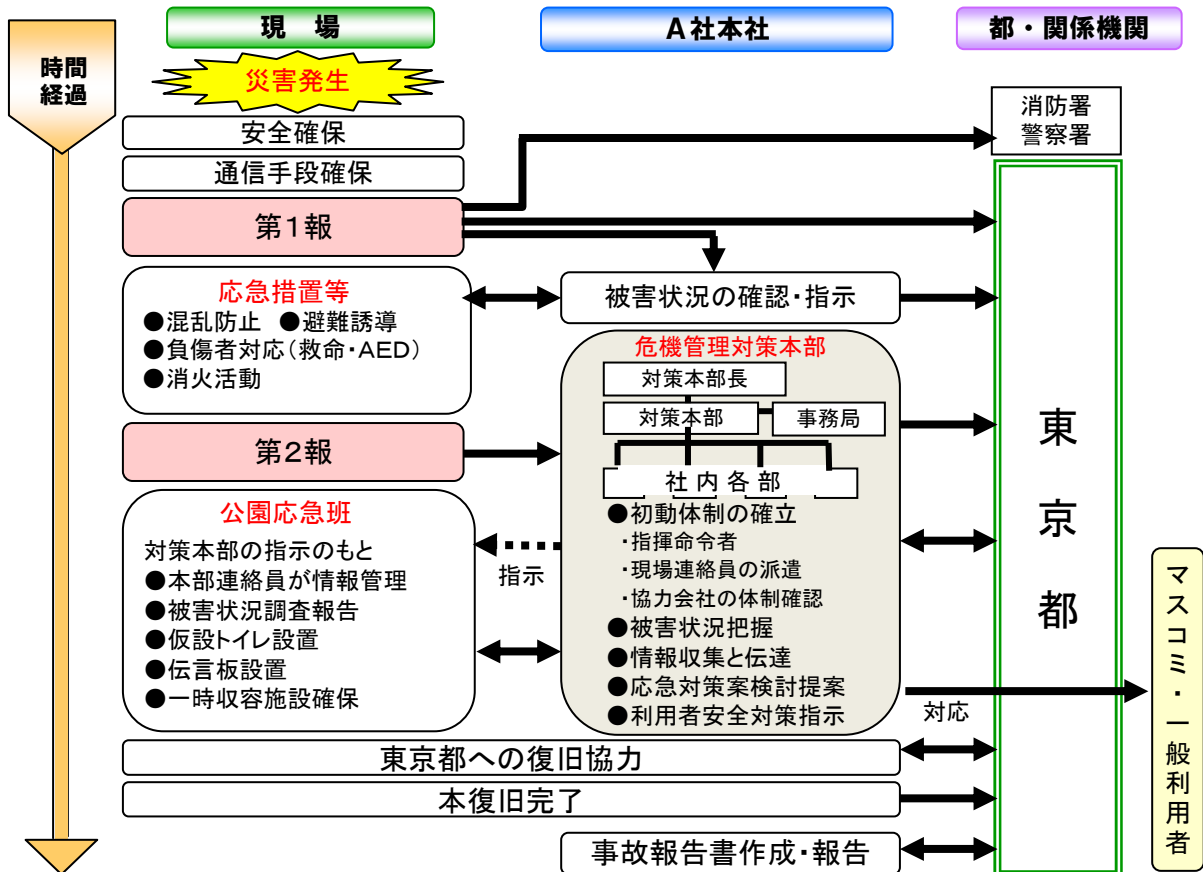 現 場
A社本社
都・関係機関
時間
経過
災害発生
消防署
警察署
安全確保
通信手段確保
第1報
応急措置等
●混乱防止 ●避難誘導
●負傷者対応(救命・AED)
●消火活動
被害状況の確認・指示
危機管理対策本部
対策本部長
対策本部
事務局
社 内 各 部
●初動体制の確立
・指揮命令者
・現場連絡員の派遣
・協力会社の体制確認
●被害状況把握
●情報収集と伝達
●応急対策案検討提案
●利用者安全対策指示
第2報
公園応急班
対策本部の指示のもと
●本部連絡員が情報管理
●被害状況調査報告
●仮設トイレ設置
●伝言板設置
●一時収容施設確保
指示
対応
東京都
マスコミ・一般利用者
東京都への復旧協力
本復旧完了
事故報告書作成・報告